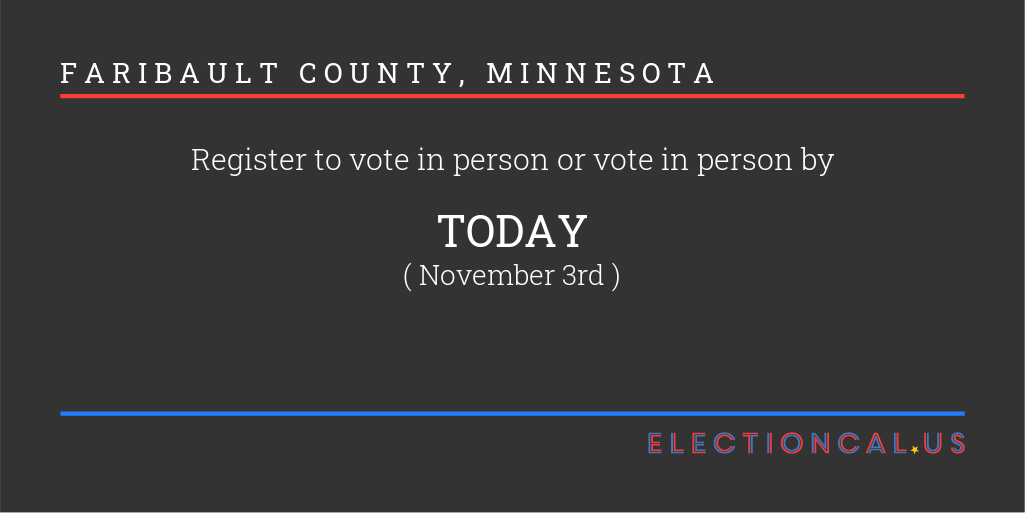 FARIBAULT COUNTY, MINNESOTA
Register to vote in person or vote in person by
TODAY
( November 3rd )
ELECTIONCAL.US